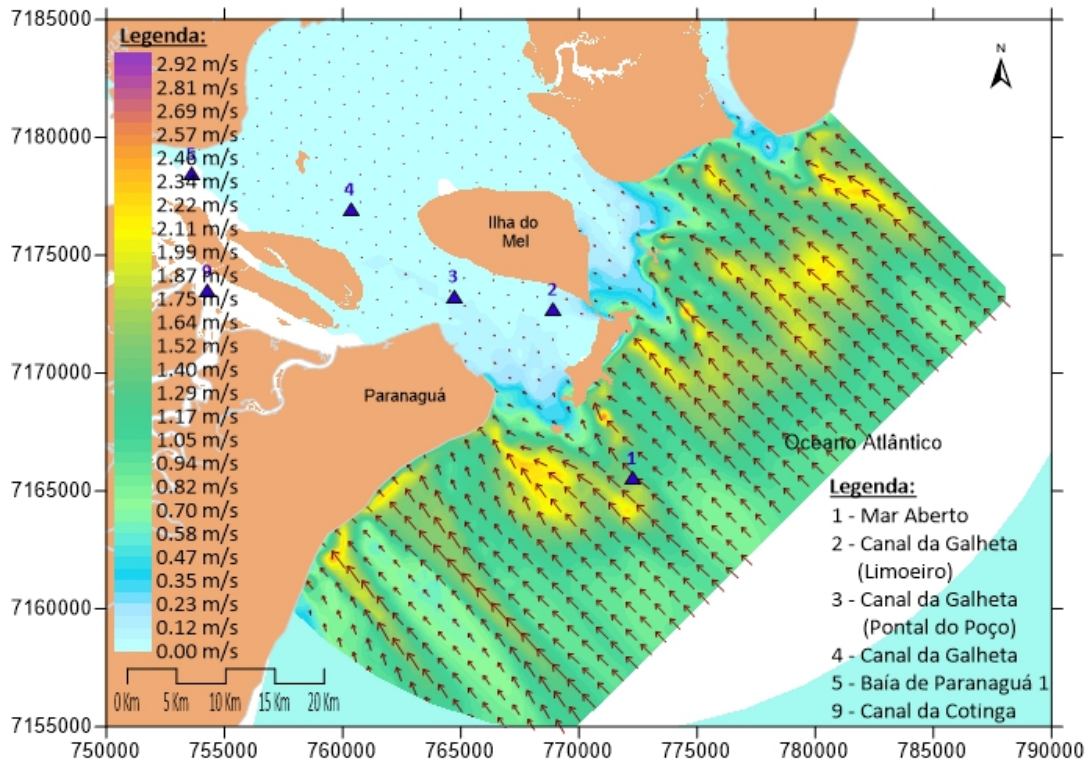 7185000
7180000
7175000
7170000
7165000
7160000
7155000
750000 755000 760000 765000 770000 775000 780000 785000 790000
Legenda:
2.92 m/s
2.81 m/s
2.69 m/s
2.57 m/s
2.46 m/s
2.34 m/s
2.22 m/s
2.11 m/s
1.99 m/s
1.87 m/s
1.75 m/s
1.64 m/s
1.52 m/s
1.40 m/s
1.29 m/s
1.17 m/s
1.05 m/s
0.94 m/s
0.82 m/s
0.70 m/s
0.58 m/s
0.47 m/s
0.35 m/s
0.23 m/s
0.12 m/s
0.00 m/s
0 Km 5 Km 10 Km 15 Km 20 Km
N
5
4
9
3
2
1
Ilha do
Mel
Paranaguá
Oceano Atlântico
Legenda:
1 - Mar Aberto
2 - Canal da Galheta
(Limoeiro)
3 - Canal da Galheta
(Pontal do Poço)
4 - Canal da Galheta
5 - Baía de Paranaguá 1
9 - Canal da Cotinga